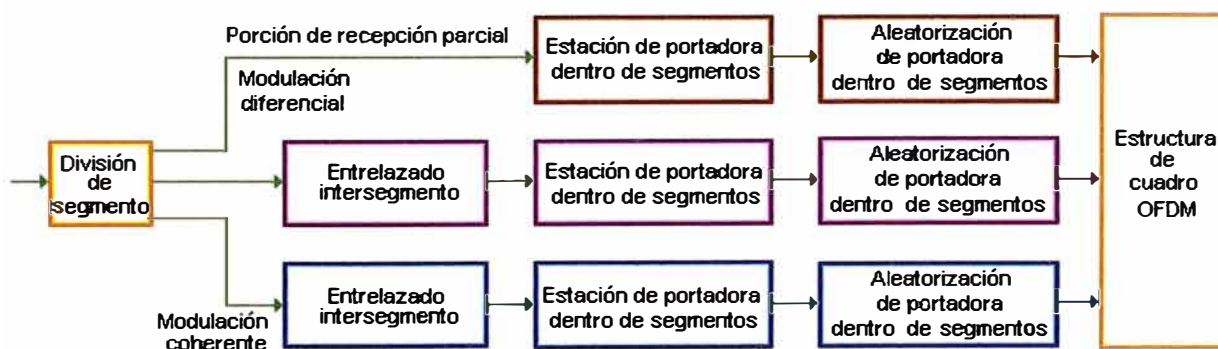 Porción de recepción parcial
Modulación
diferencial
Estación de portadora
dentro de segmentos
Aleatorización
de portadora
dentro de segmentos
División
de
segmento
Entrelazado
intersegmento
Estación de portadora
dentro de segmentos
Aleatorización
de portadora
dentro de segmentos
Estructura
de
cuadro
OFDM
Modulación
coherente
Entrelazado
intersegmento
Estación de portadora
dentro de segmentos
Aleatorización
de portadora
dentro de segmentos